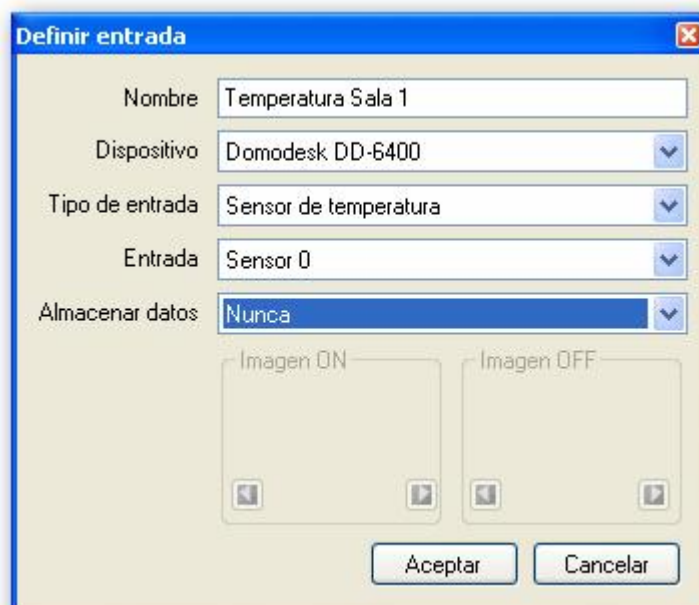 Definir entrada
Nombre Temperatura Sala 1
Dispositivo Domodesk DD-6400
Tipo de entrada Sensor de temperatura
Entrada Sensor 0
Almacenar datos Nunca
Imagen ON Imagen OFF
Aceptar Cancelar